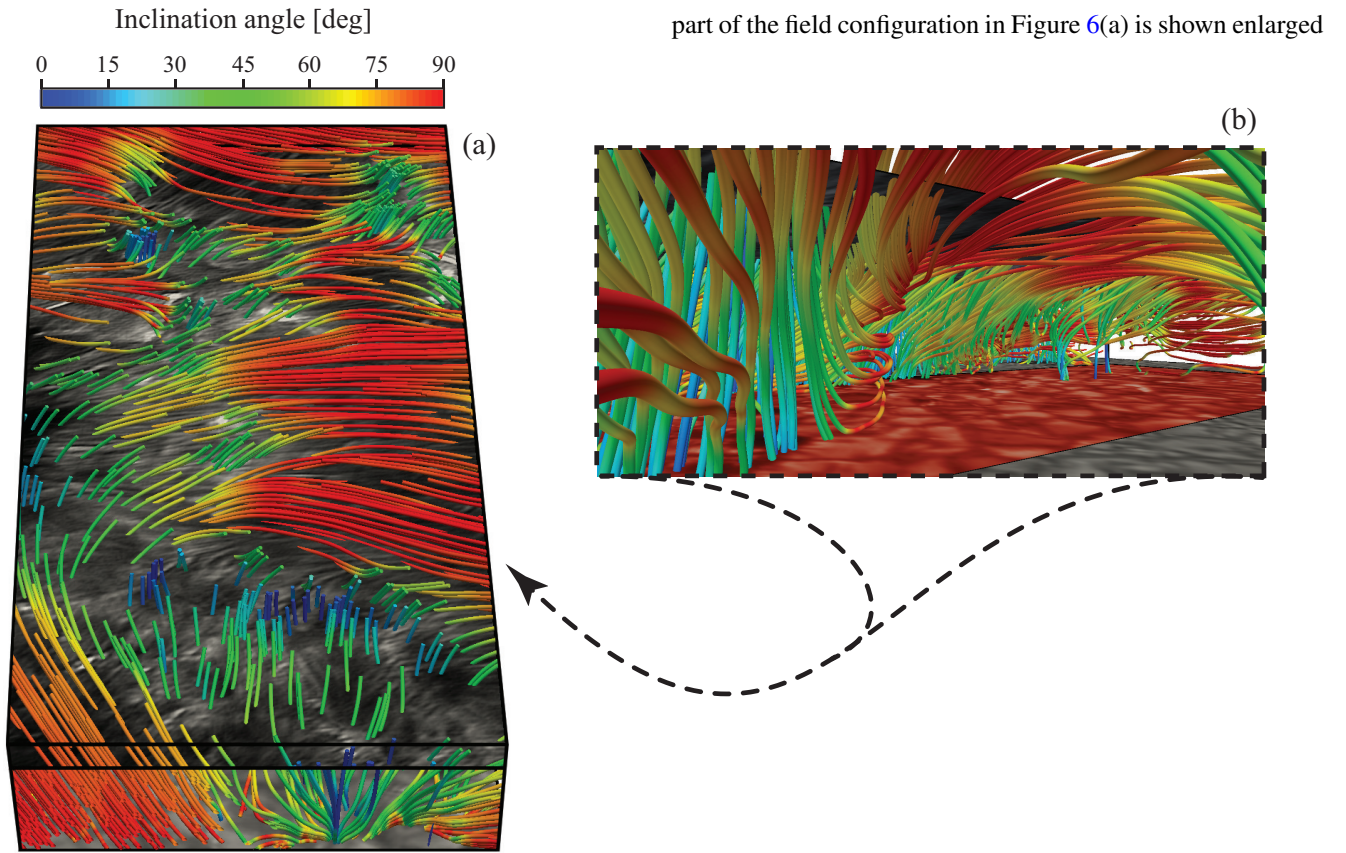 Inclination angle [deg]
part of the field configuration in Figure 6(a) is shown enlarged
0 15 30 45 60 75 90
(a)
(b)